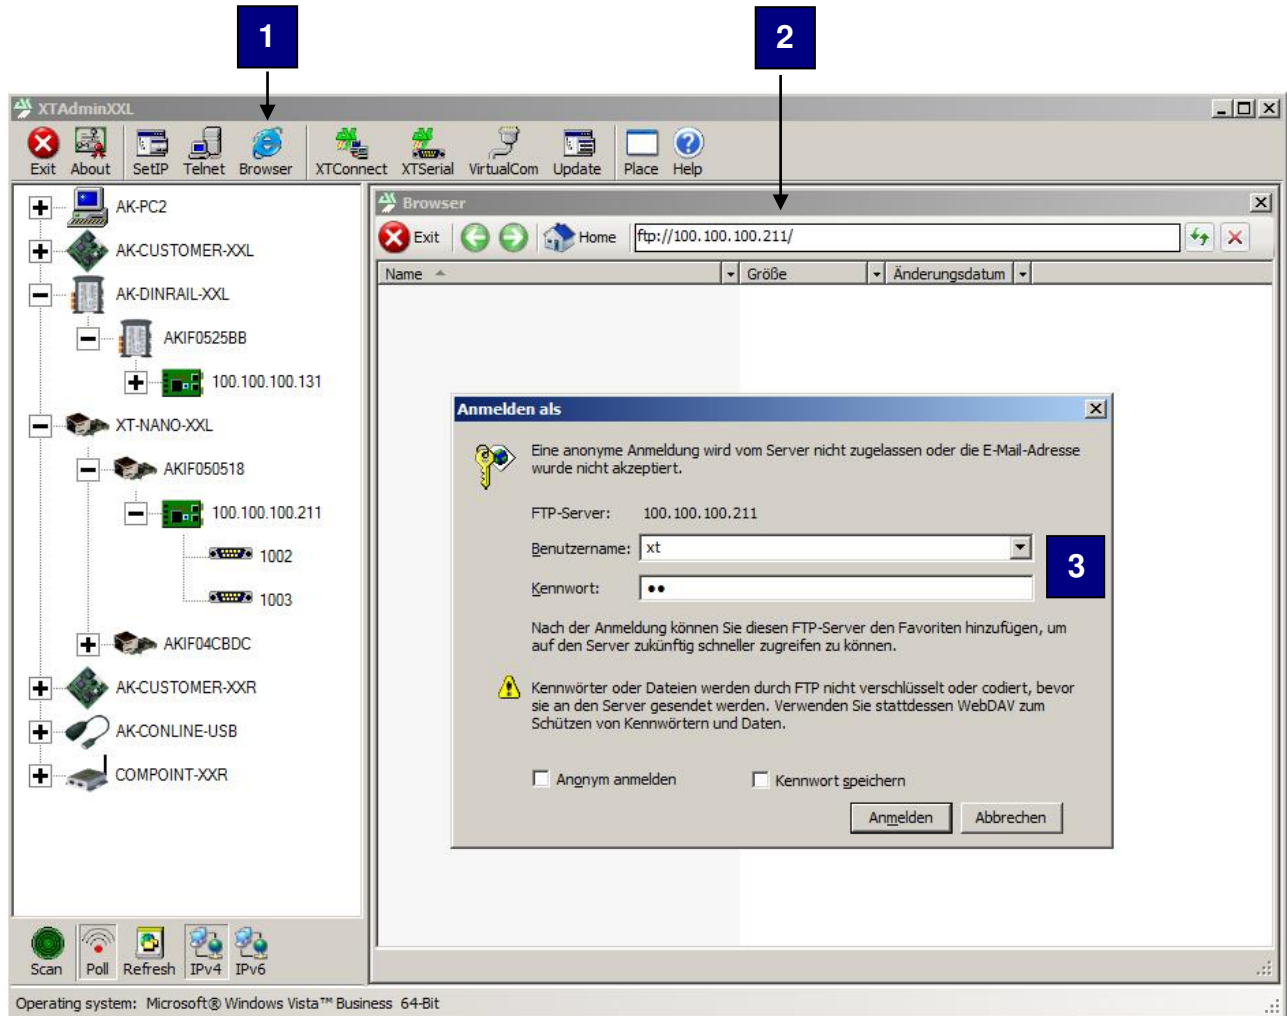 1
2
XTAdminXXL
Exit About SetIP Telnet Browser XTConnect XTSerial VirtualCom Update Place Help
AK-PC2
AK-CUSTOMER-XXL
AK-DINRAIL-XXL
AKIF0525BB
100.100.100.131
XT-NANO-XXL
AKIF050518
100.100.100.211
1002
1003
AKIF04CBDC
AK-CUSTOMER-XXR
AK-CONLINE-USB
COMPOINT-XXR
Browser
Exit Home ftp://100.100.100.211/
Name Größe Änderungsdatum
Anmelden als
Eine anonyme Anmeldung wird vom Server nicht zugelassen oder die E-Mail-Adresse
wurde nicht akzeptiert.
FTP-Server: 100.100.100.211
Benutzername: xt
3
Kennwort: ●●
Nach der Anmeldung können Sie diesen FTP-Server den Favoriten hinzufügen, um
auf den Server zukünftig schneller zugreifen zu können.
Kennwörter oder Dateien werden durch FTP nicht verschlüsselt oder codiert, bevor
sie an den Server gesendet werden. Verwenden Sie stattdessen WebDAV zum
Schützen von Kennwörtern und Daten.
Anonym anmelden Kennwort speichern
Anmelden Abbrechen
Scan Poll Refresh IPv4 IPv6
Operating system: Microsoft® Windows Vista™ Business 64-Bit